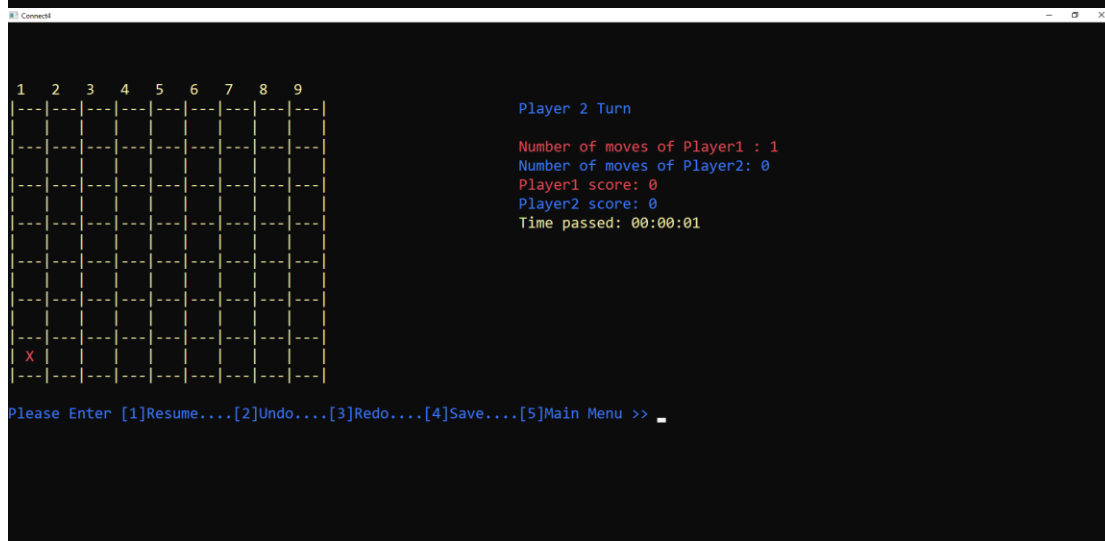 Connect4
1 2 3 4 5 6 7 8 9
|---|---|---|---|---|---|---|---|---|
|   |   |   |   |   |   |   |   |   |
|---|---|---|---|---|---|---|---|---|
|   |   |   |   |   |   |   |   |   |
|---|---|---|---|---|---|---|---|---|
|   |   |   |   |   |   |   |   |   |
|---|---|---|---|---|---|---|---|---|
|   |   |   |   |   |   |   |   |   |
|---|---|---|---|---|---|---|---|---|
|   |   |   |   |   |   |   |   |   |
|---|---|---|---|---|---|---|---|---|
|   |   |   |   |   |   |   |   |   |
|---|---|---|---|---|---|---|---|---|
| X |   |   |   |   |   |   |   |   |
|---|---|---|---|---|---|---|---|---|
Player 2 Turn
Number of moves of Player1 : 1
Number of moves of Player2: 0
Player1 score: 0
Player2 score: 0
Time passed: 00:00:01
Please Enter [1]Resume....[2]Undo....[3]Redo....[4]Save....[5]Main Menu >> _